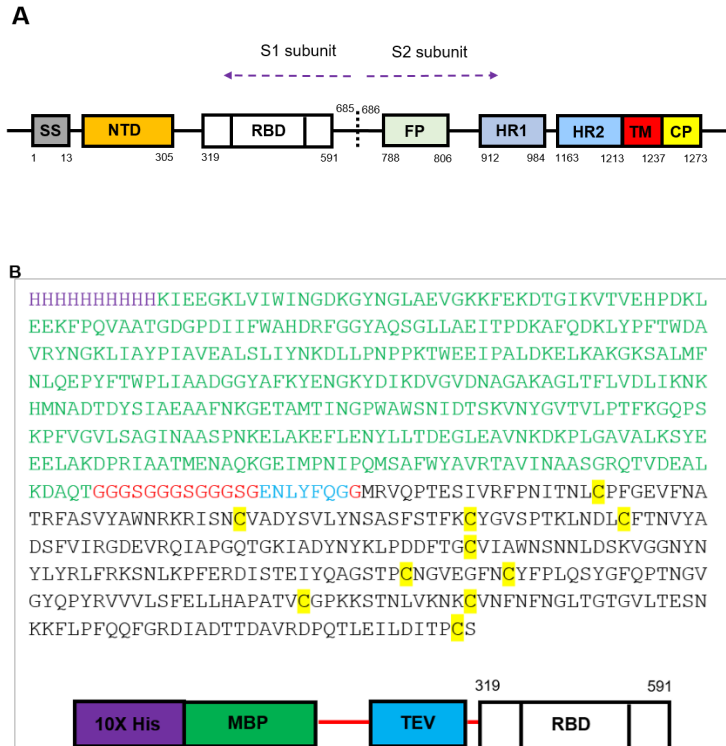 A
S1 subunit S2 subunit
685 686
SS NTD RBD FP HR1 HR2 TM CP
1 13 305 319 591 788 806 912 984 1163 1213 1237 1273
B
HHHHHHHHHHKIEEGKLVIWINGDKGYNGLAEVGKKFEKDTGIKVTVEHPDKL
EEKFPQVAATGDGPDIIFWAHDRFGGYAQSGLLAEITPDKAFQDKLYPFTWDA
VRYNGKLIAYPIAVEALSLIYNKDLLPNPPKTWEEIPALDKELKAKGKSALMF
NLQEPYFTWPLIAADGGYAFKYENGKYDIKDVGVDNAGAKAGLTFLVDLIKNK
HMNADTDYSIAEAAFNKGETAMTINGPWAWSNIDTSKVNYGVTVLPTFKGQPS
KPFVGVLSAGINAASPNKELAKEFLENYLLTDEGLEAVNKDKPLGAVALKSYE
EELAKDPRIAATMENAQKGEIMPNIPQMSAFWYAVRTAVINAASGRQTVDEAL
KDAQTGGGSGGGSGGGSGENLYFQGGMRVQPTESIVRFPNITNLCPFGEVFNA
TRFASVYAWNRKRISNCVADYSVLYNSASFSTFKCYGVSPTKLNDLCFTNVYA
DSFVIRGDEVRQIAPGQTGKIADYNYKLPDDFTGCVIAWNSNNLDSKVGGNYN
YLYRLFRKSNLKPFERDISTEIYQAGSTPCNGVEGFNCYFPLQSYGFQPTNGV
GYQPYRVVVLSFELLHAPATVCGPKKSTNLVKNKCVNFNFNGLTGTGVLTESN
KKFLPFQQFGRDIADTTDAVRDPQTLEILDITPCS
319 591
10X His MBP TEV RBD